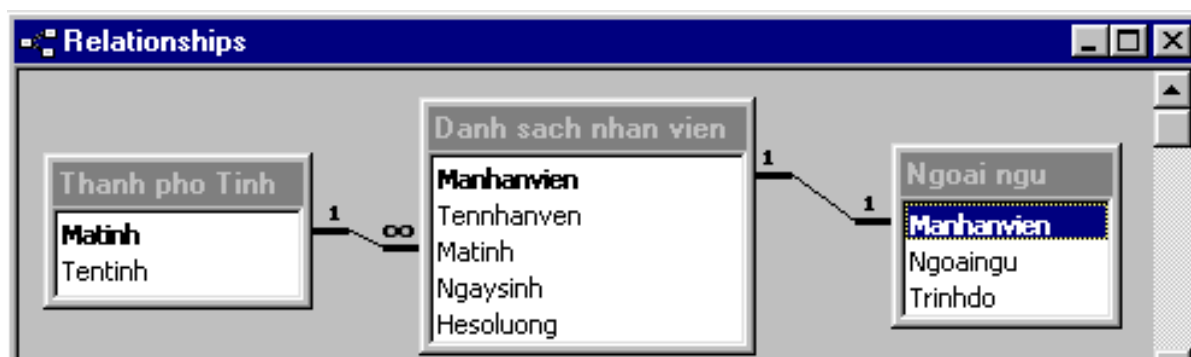 Relationships
Thanh pho Tinh
Matinh
Tentinh
1
∞
Danh sach nhan vien
Manhanvien
Tennhanven
Matinh
Ngaysinh
Hesoluong
1
1
Ngoai ngu
Manhanvien
Ngoaingu
Trinhdo